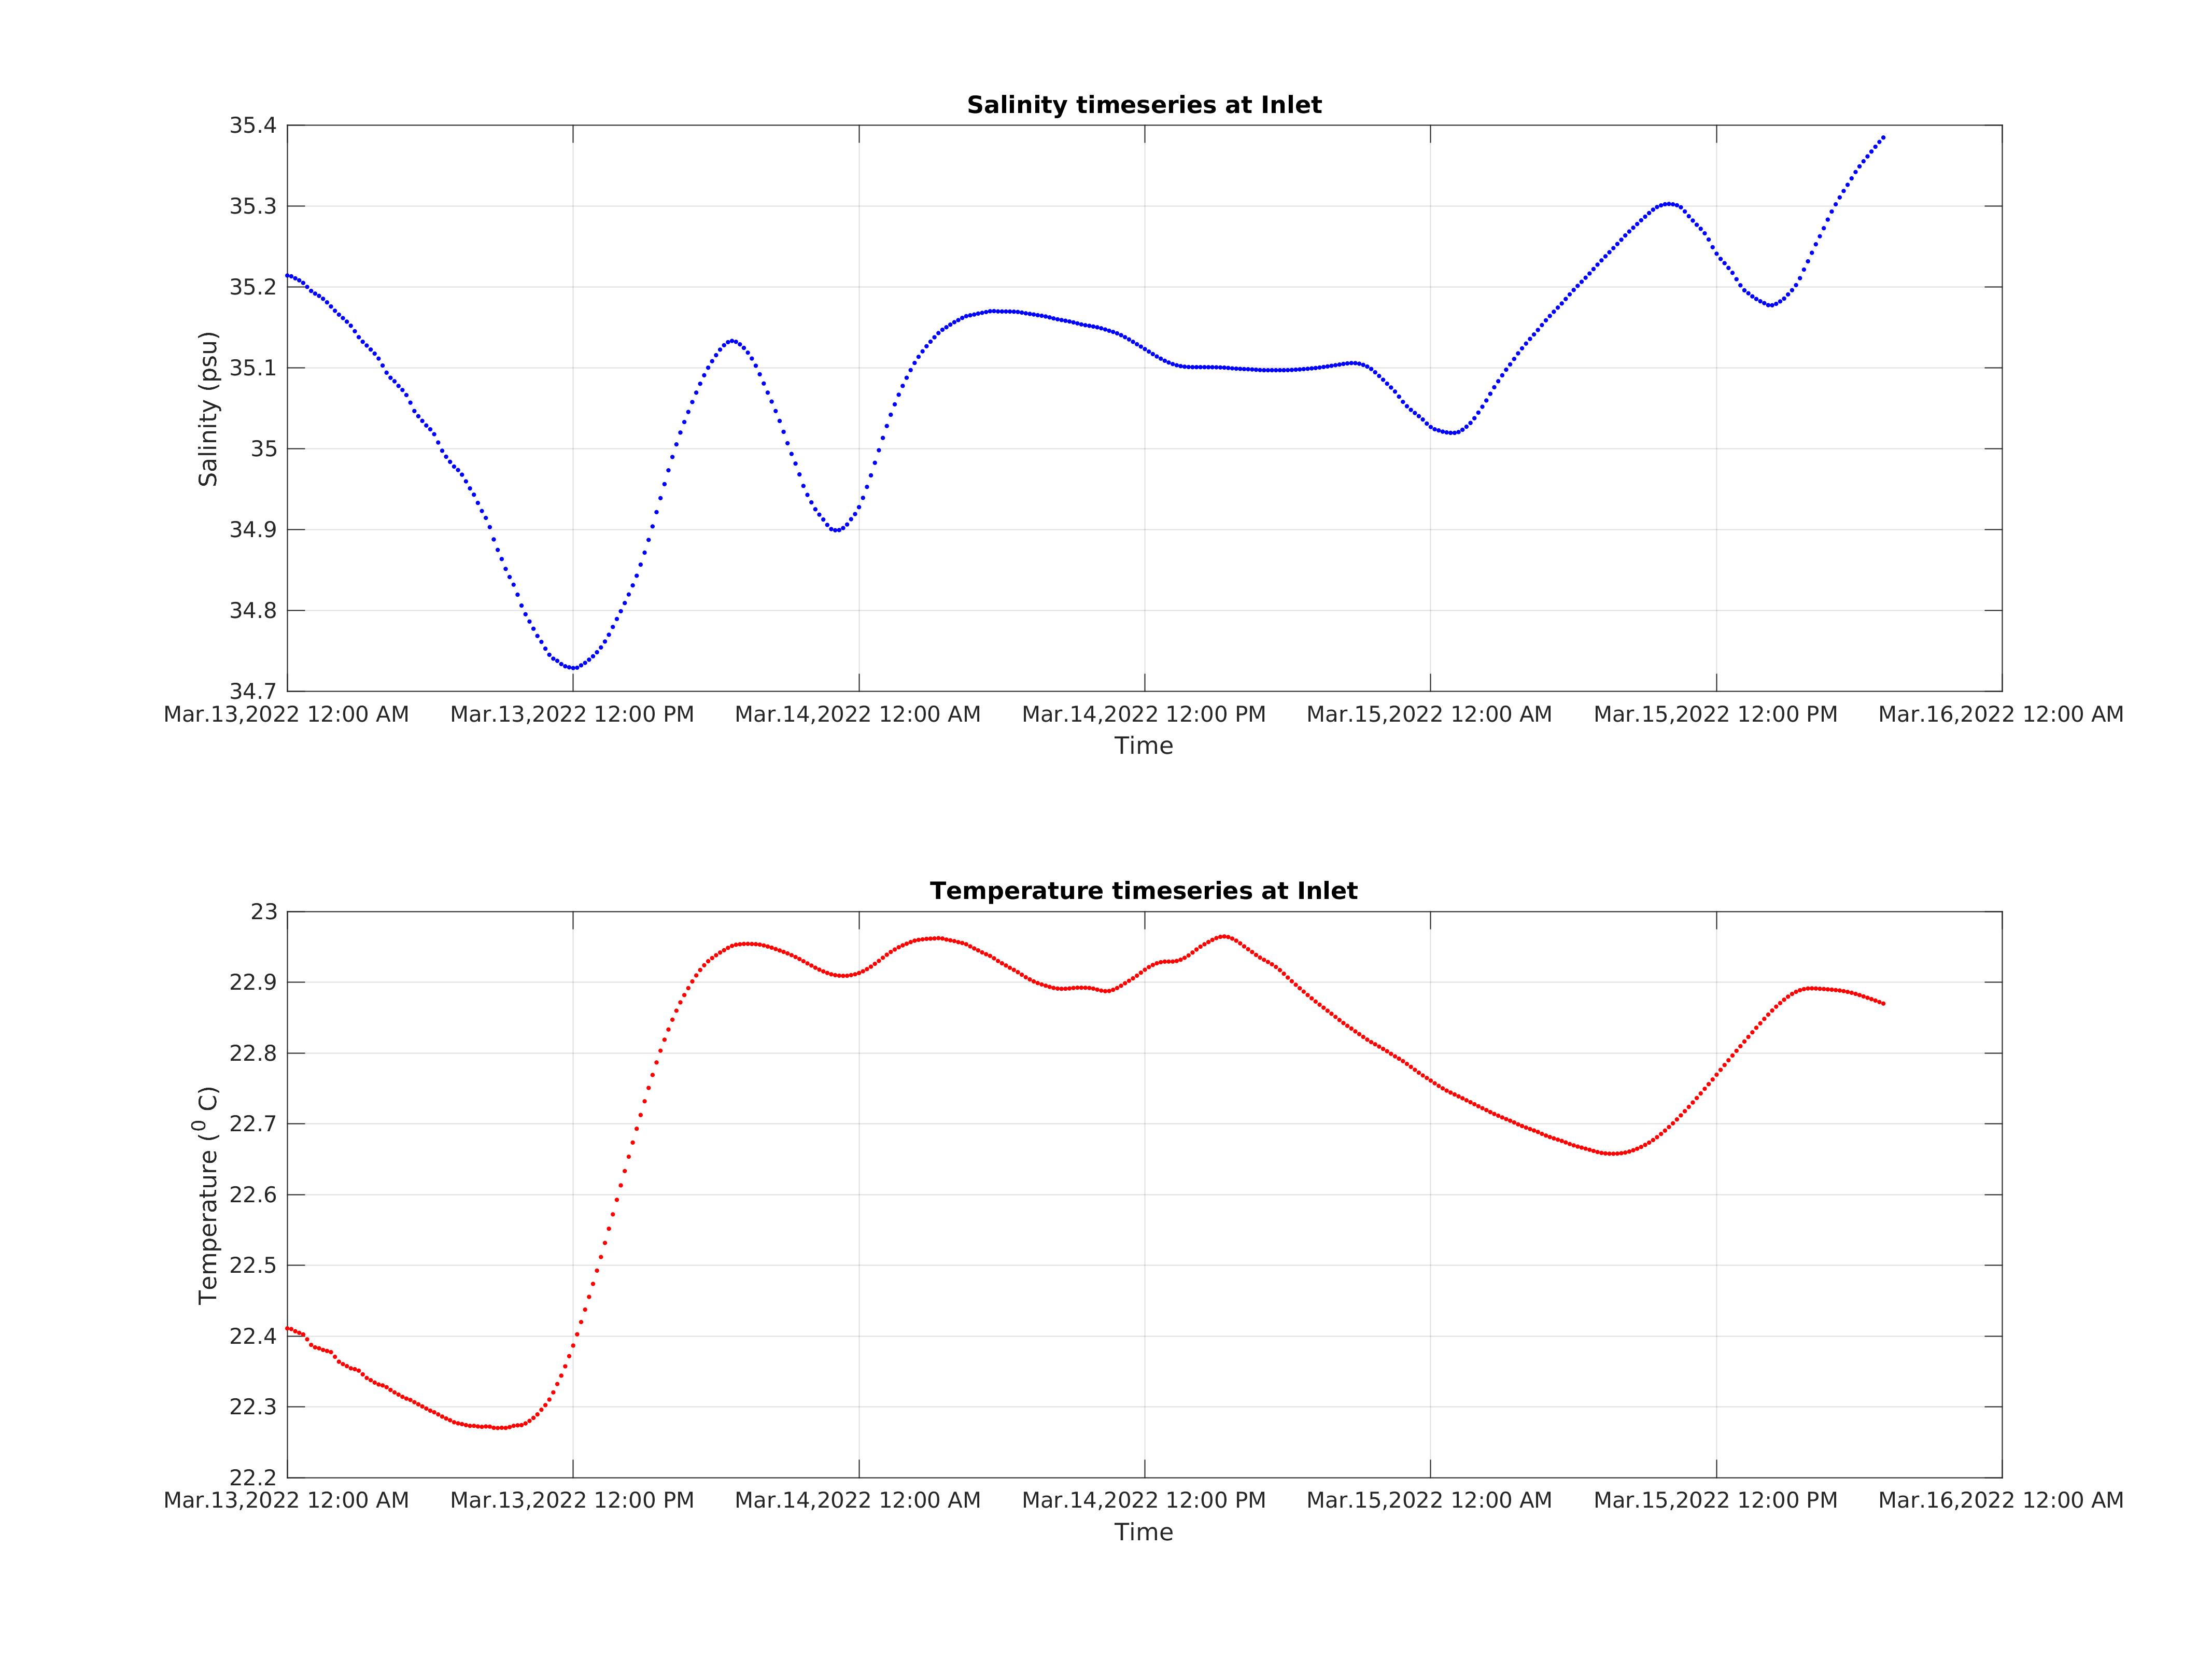 Salinity timeseries at Inlet
35.4
35.3
35.2
35.1
35
34.9
34.8
34.7
Salinity (psu)
Mar.13,2022 12:00 AM Mar.13,2022 12:00 PM Mar.14,2022 12:00 AM Mar.14,2022 12:00 PM Mar.15,2022 12:00 AM Mar.15,2022 12:00 PM Mar.16,2022 12:00 AM
Time
Temperature timeseries at Inlet
23
22.9
22.8
22.7
22.6
22.5
22.4
22.3
22.2
Temperature (⁰ C)
Mar.13,2022 12:00 AM Mar.13,2022 12:00 PM Mar.14,2022 12:00 AM Mar.14,2022 12:00 PM Mar.15,2022 12:00 AM Mar.15,2022 12:00 PM Mar.16,2022 12:00 AM
Time